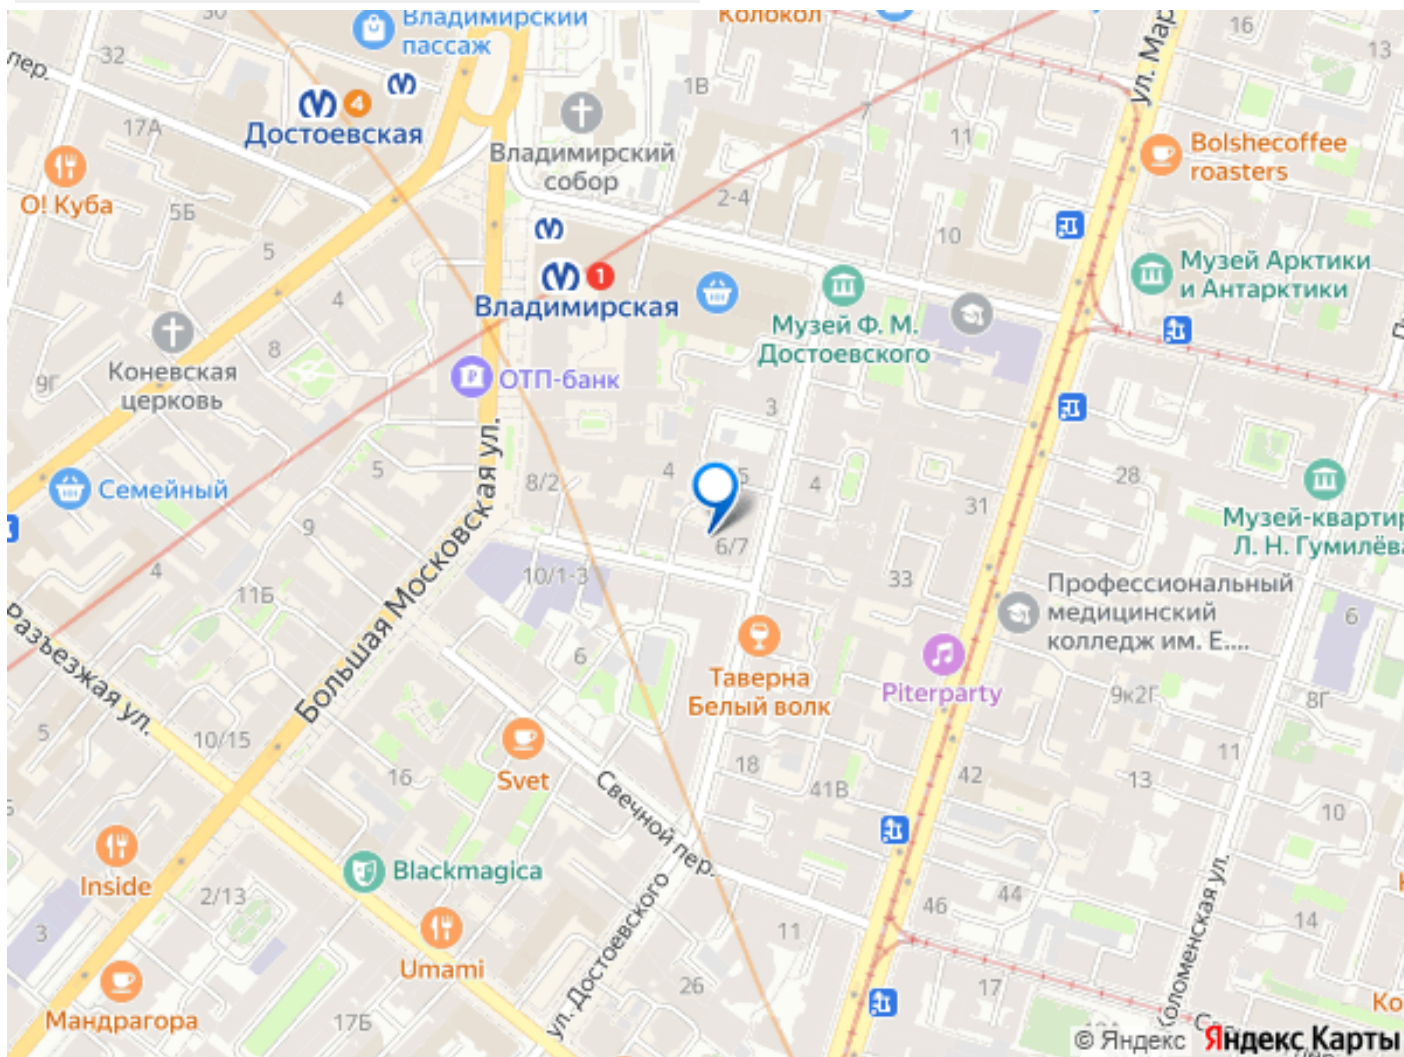 Владимирский
пассаж
Колокол
ул. Мар
16
13
пер.
32
17А
4
Достоевская
1В
7
11
Владимирский
собор
Bolshecoffee
roasters
О! Куба
5Б
5
2-4
10
1
Владимирская
Музей Арктики
и Антарктики
4
8
Музей Ф. М.
Достоевского
Коневская
церковь
9Г
ОТП-банк
3
Семейный
5
8/2
4
5
4
28
31
Музей-квартир
Л. Н. Гумилёва
9
Большая Московская ул.
6/7
10/1-3
33
4
11Б
Профессиональный
медицинский
колледж им. Е....
6
6
Разъезжая ул.
Таверна
Белый волк
Piterparty
9к2Г
8Г
5
10/15
16
Svet
18
41В
42
13
11
10
Свечной пер.
Inside
Blackmagica
2/13
3
Umami
ул. Достоевского
11
46
44
14
Коломенская ул.
26
17
Мандрагора
17Б
Ко
© Яндекс Яндекс Карты